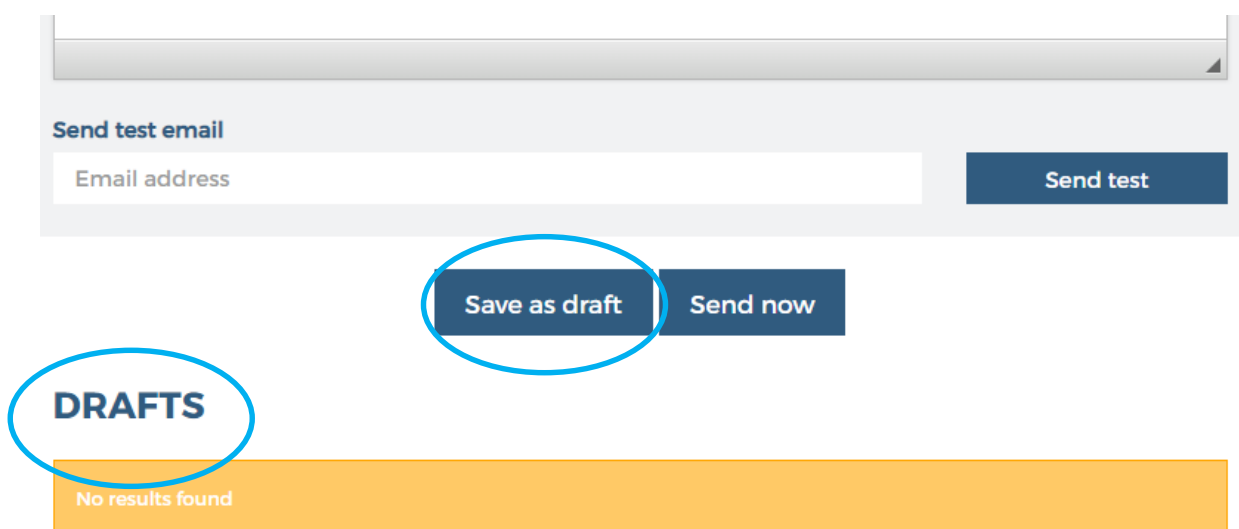 Send test email
Email address
Send test
Save as draft
Send now
DRAFTS
No results found